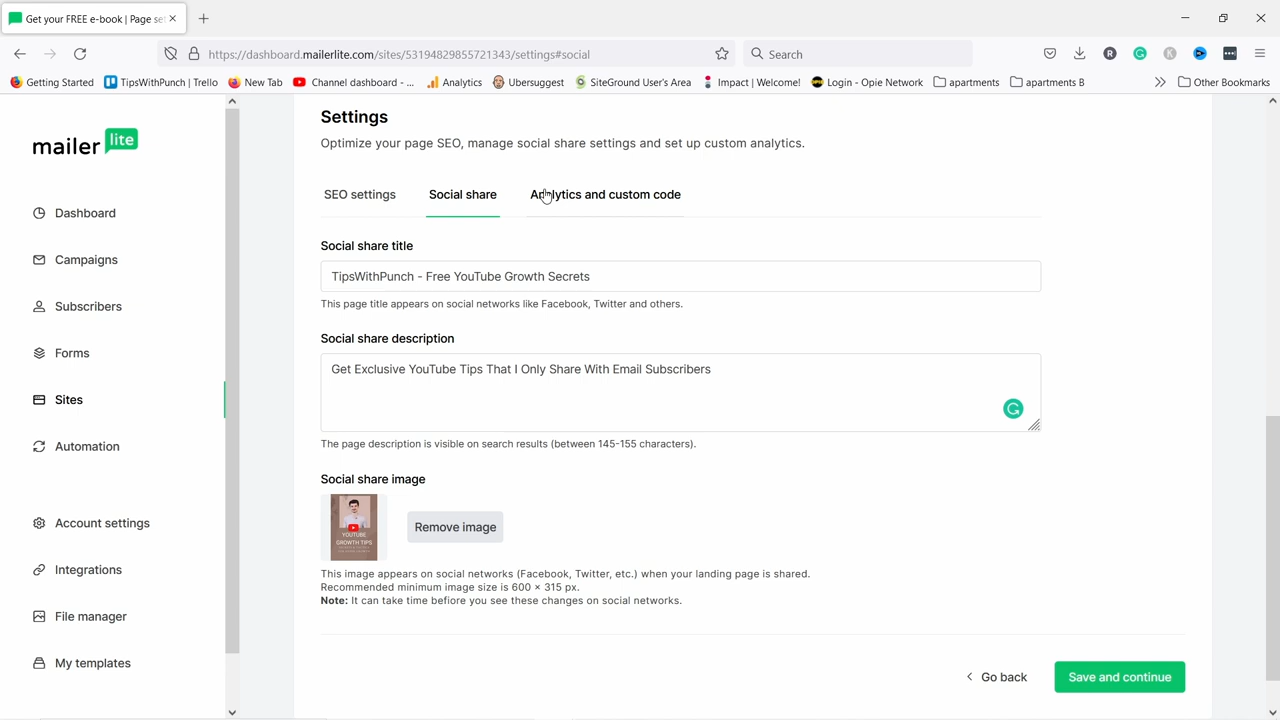 Get your FREE e-book | Page se
https://dashboard.mailerlite.com/sites/53194829855721343/settings#social
Search
Getting Started
TipsWithPunch | Trello
New Tab
Channel dashboard - ...
Analytics
Ubersuggest
SiteGround User's Area
Impact | Welcome!
Login - Opie Network
apartments
apartments B
Other Bookmarks
mailer lite
Dashboard
Campaigns
Subscribers
Forms
Sites
Automation
Account settings
Integrations
File manager
My templates
Settings
Optimize your page SEO, manage social share settings and set up custom analytics.
SEO settings
Social share
Analytics and custom code
Social share title
TipsWithPunch - Free YouTube Growth Secrets
This page title appears on social networks like Facebook, Twitter and others.
Social share description
Get Exclusive YouTube Tips That I Only Share With Email Subscribers
The page description is visible on search results (between 145-155 characters).
Social share image
YOUTUBE
GROWTH TIPS
Remove image
This image appears on social networks (Facebook, Twitter, etc.) when your landing page is shared.
Recommended minimum image size is 600 × 315 px.
Note: It can take time befiore you see these changes on social networks.
Go back
Save and continue